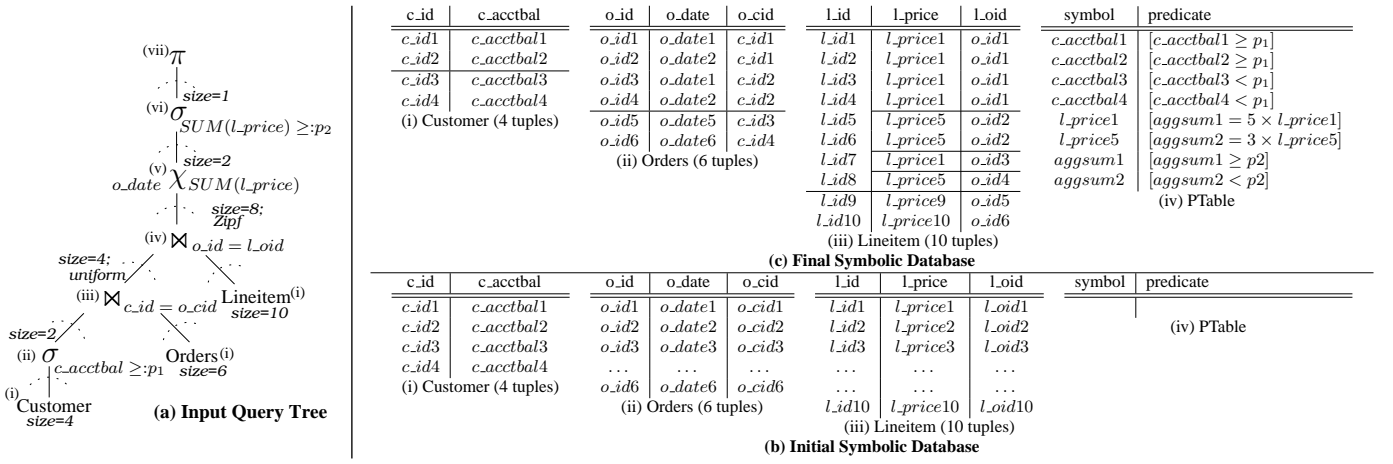 (vii) π
size=1
(vi) σ SUM(l_price) ≥:p2
size=2
(v) o_date χ SUM(l_price)
size=8;
Zipf
(iv) ⋈ o_id = l_oid
size=4;
uniform
(iii) ⋈ c_id = o_cid
Lineitem (i)
size=10
size=2
(ii) σ c_acctbal ≥:p1
Orders (i)
size=6
(i)
Customer
size=4
(a) Input Query Tree
c_id c_acctbal
c_id1 c_acctbal1
c_id2 c_acctbal2
c_id3 c_acctbal3
c_id4 c_acctbal4
(i) Customer (4 tuples)
o_id o_date o_cid
o_id1 o_date1 c_id1
o_id2 o_date2 c_id1
o_id3 o_date1 c_id2
o_id4 o_date2 c_id2
o_id5 o_date5 c_id3
o_id6 o_date6 c_id4
(ii) Orders (6 tuples)
l_id l_price l_oid
l_id1 l_price1 o_id1
l_id2 l_price1 o_id1
l_id3 l_price1 o_id1
l_id4 l_price1 o_id1
l_id5 l_price5 o_id2
l_id6 l_price5 o_id2
l_id7 l_price1 o_id3
l_id8 l_price5 o_id4
l_id9 l_price9 o_id5
l_id10 l_price10 o_id6
(iii) Lineitem (10 tuples)
symbol predicate
c_acctbal1 [c_acctbal1 ≥ p1]
c_acctbal2 [c_acctbal2 ≥ p1]
c_acctbal3 [c_acctbal3 < p1]
c_acctbal4 [c_acctbal4 < p1]
l_price1 [aggsum1 = 5 × l_price1]
l_price5 [aggsum2 = 3 × l_price5]
aggsum1 [aggsum1 ≥ p2]
aggsum2 [aggsum2 < p2]
(iv) PTable
(c) Final Symbolic Database
c_id c_acctbal
c_id1 c_acctbal1
c_id2 c_acctbal2
c_id3 c_acctbal3
c_id4 c_acctbal4
(i) Customer (4 tuples)
o_id o_date o_cid
o_id1 o_date1 o_cid1
o_id2 o_date2 o_cid2
o_id3 o_date3 o_cid3
... ... ...
o_id6 o_date6 o_cid6
(ii) Orders (6 tuples)
l_id l_price l_oid
l_id1 l_price1 l_oid1
l_id2 l_price2 l_oid2
l_id3 l_price3 l_oid3
... ... ...
... ... ...
l_id10 l_price10 l_oid10
(iii) Lineitem (10 tuples)
symbol predicate
(iv) PTable
(b) Initial Symbolic Database